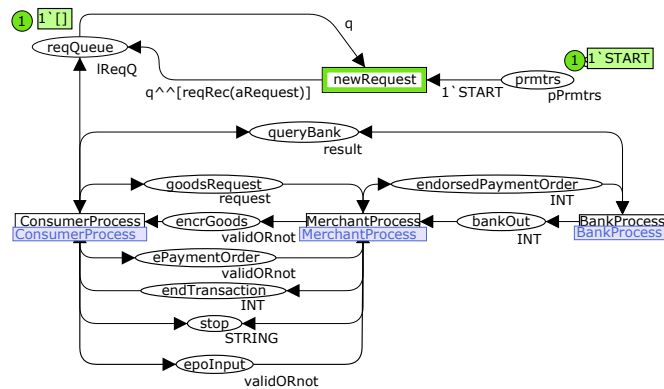 1
1`[]
q
reqQueue
lReqQ
q^^[reqRec(aRequest)]
newRequest
1`START
1
1`START
prmtrs
pPrmtrs
queryBank
result
goodsRequest
request
endorsedPaymentOrder
INT
ConsumerProcess
ConsumerProcess
encrGoods
validORnot
MerchantProcess
MerchantProcess
bankOut
INT
BankProcess
BankProcess
ePaymentOrder
validORnot
endTransaction
INT
stop
STRING
epoInput
validORnot